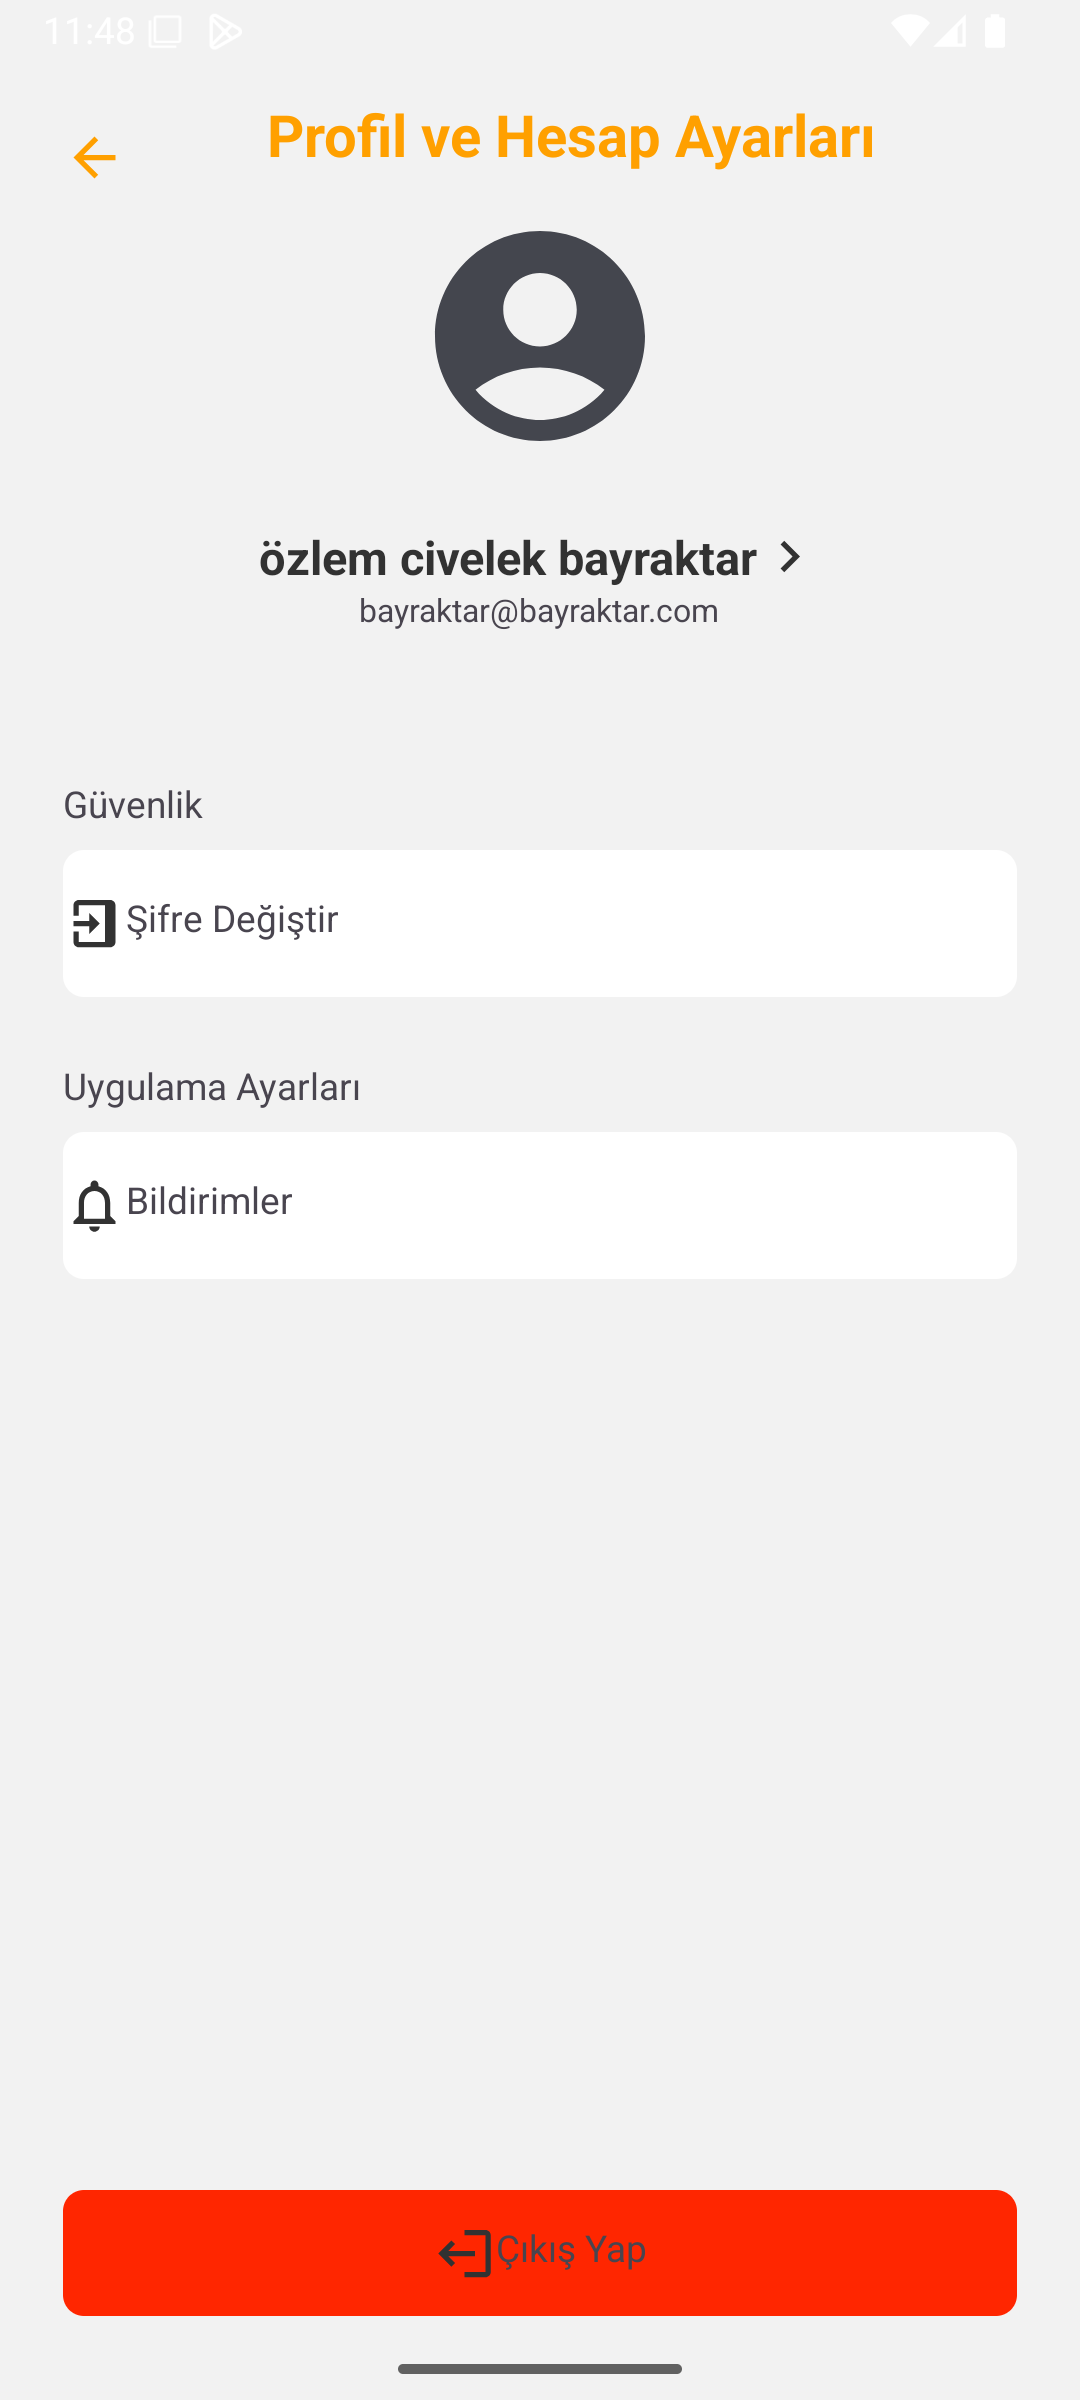 11:48
Profil ve Hesap Ayarları
özlem civelek bayraktar
bayraktar@bayraktar.com
Güvenlik
Şifre Değiştir
Uygulama Ayarları
Bildirimler
Çıkış Yap